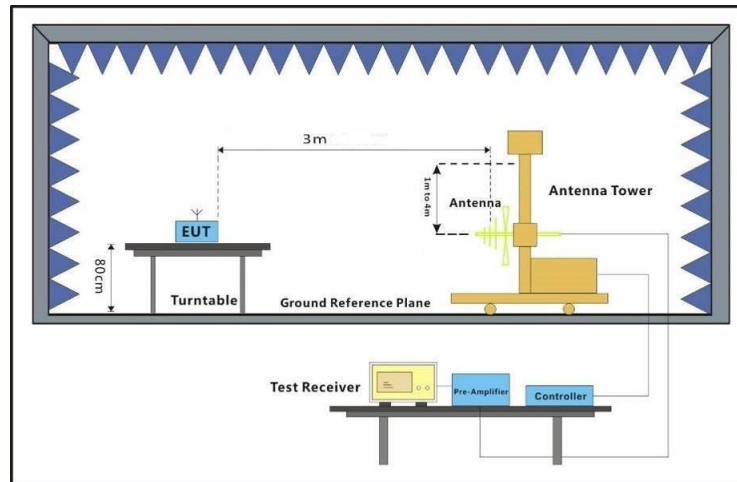 3m
1m to 4m
Antenna
Antenna Tower
EUT
80cm
Turntable
Ground Reference Plane
Test Receiver
Pre-Amplifier
Controller